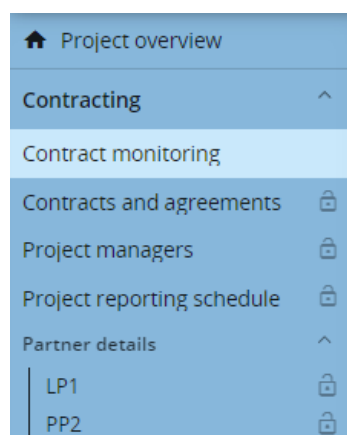 Project overview
Contracting
Contract monitoring
Contracts and agreements
Project managers
Project reporting schedule
Partner details
LP1
PP2